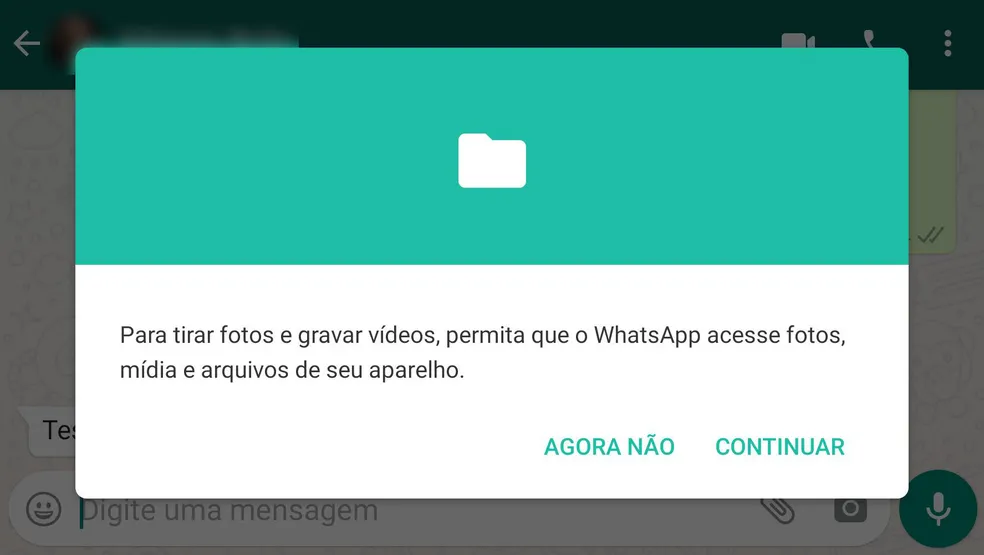 Para tirar fotos e gravar vídeos, permita que o WhatsApp acesse fotos,
mídia e arquivos de seu aparelho.
AGORA NÃO CONTINUAR
Tes
Digite uma mensagem